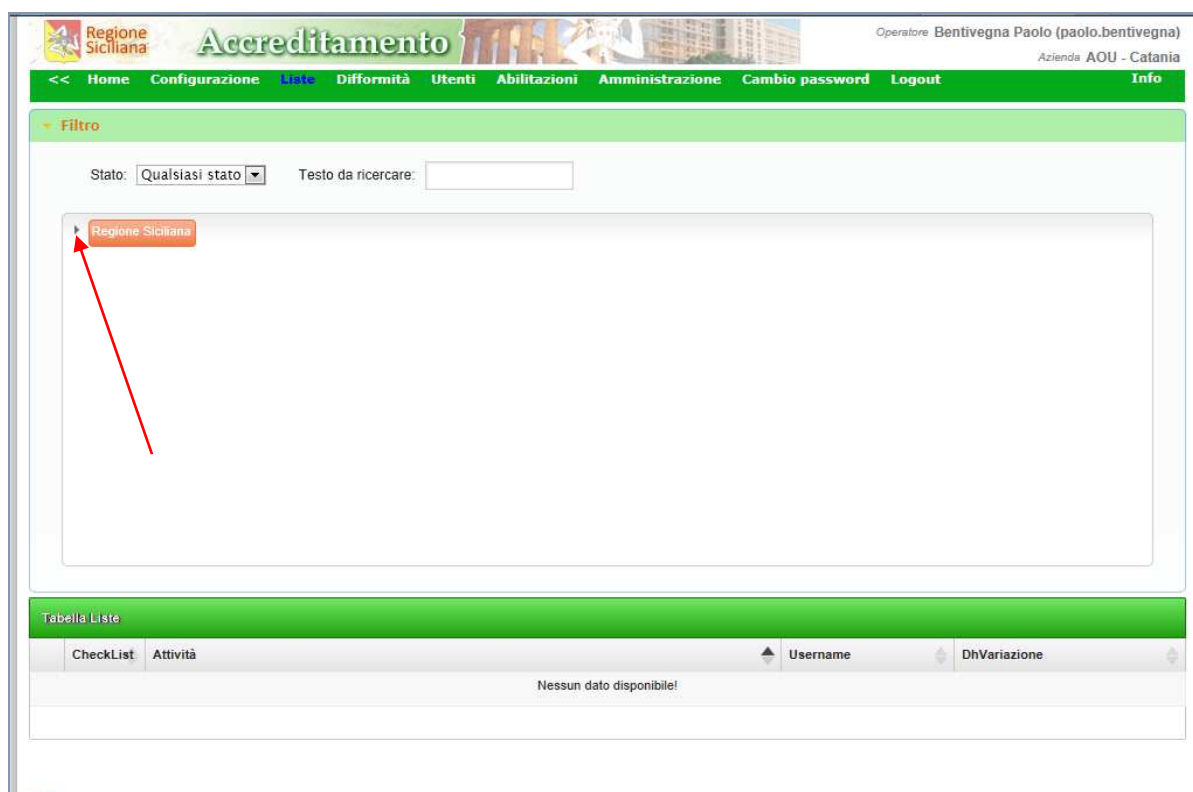 Regione
Siciliana
Accreditamento
Operatore Bentivegna Paolo (paolo.bentivegna)
Azienda AOU - Catania
<< Home Configurazione Liste Difformità Utenti Abilitazioni Amministrazione Cambio password Logout Info
Filtro
Stato: Qualsiasi stato Testo da ricercare:
Regione Siciliana
Tabella Liste
CheckList Attività Username DhVariazione
Nessun dato disponibile!